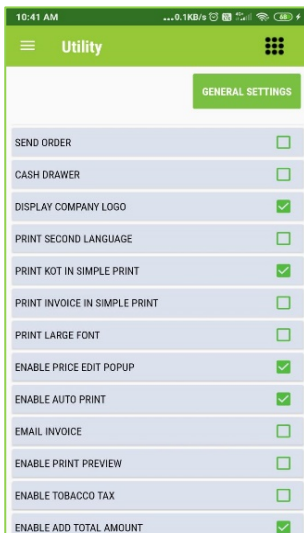 10:41 AM ...0.1KB/s 48
Utility
GENERAL SETTINGS
SEND ORDER
CASH DRAWER
DISPLAY COMPANY LOGO
PRINT SECOND LANGUAGE
PRINT KOT IN SIMPLE PRINT
PRINT INVOICE IN SIMPLE PRINT
PRINT LARGE FONT
ENABLE PRICE EDIT POPUP
ENABLE AUTO PRINT
EMAIL INVOICE
ENABLE PRINT PREVIEW
ENABLE TOBACCO TAX
ENABLE ADD TOTAL AMOUNT